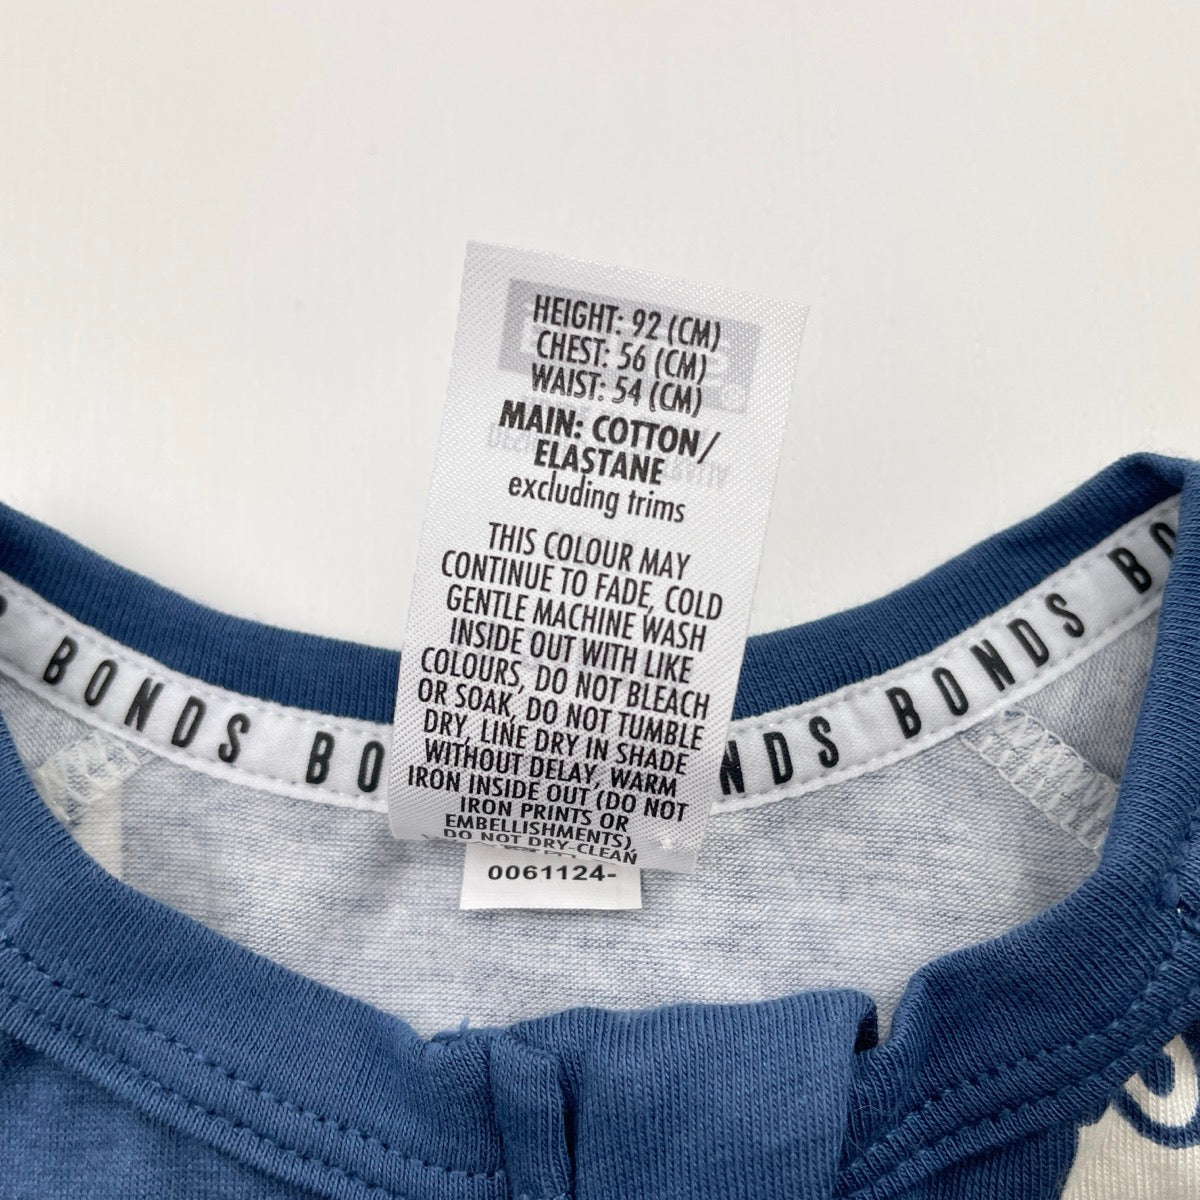 HEIGHT: 92 (CM)
CHEST: 56 (CM)
WAIST: 54 (CM)
MAIN: COTTON/
ELASTANE
excluding trims
THIS COLOUR MAY
CONTINUE TO FADE, COLD
GENTLE MACHINE WASH
INSIDE OUT WITH LIKE
COLOURS, DO NOT BLEACH
OR SOAK, DO NOT TUMBLE
DRY, LINE DRY IN SHADE
WITHOUT DELAY, WARM
IRON INSIDE OUT (DO NOT
IRON PRINTS OR
EMBELLISHMENTS),
DO NOT DRY-CLEAN
0061124-
BONDS BO
NDS BONDS BO